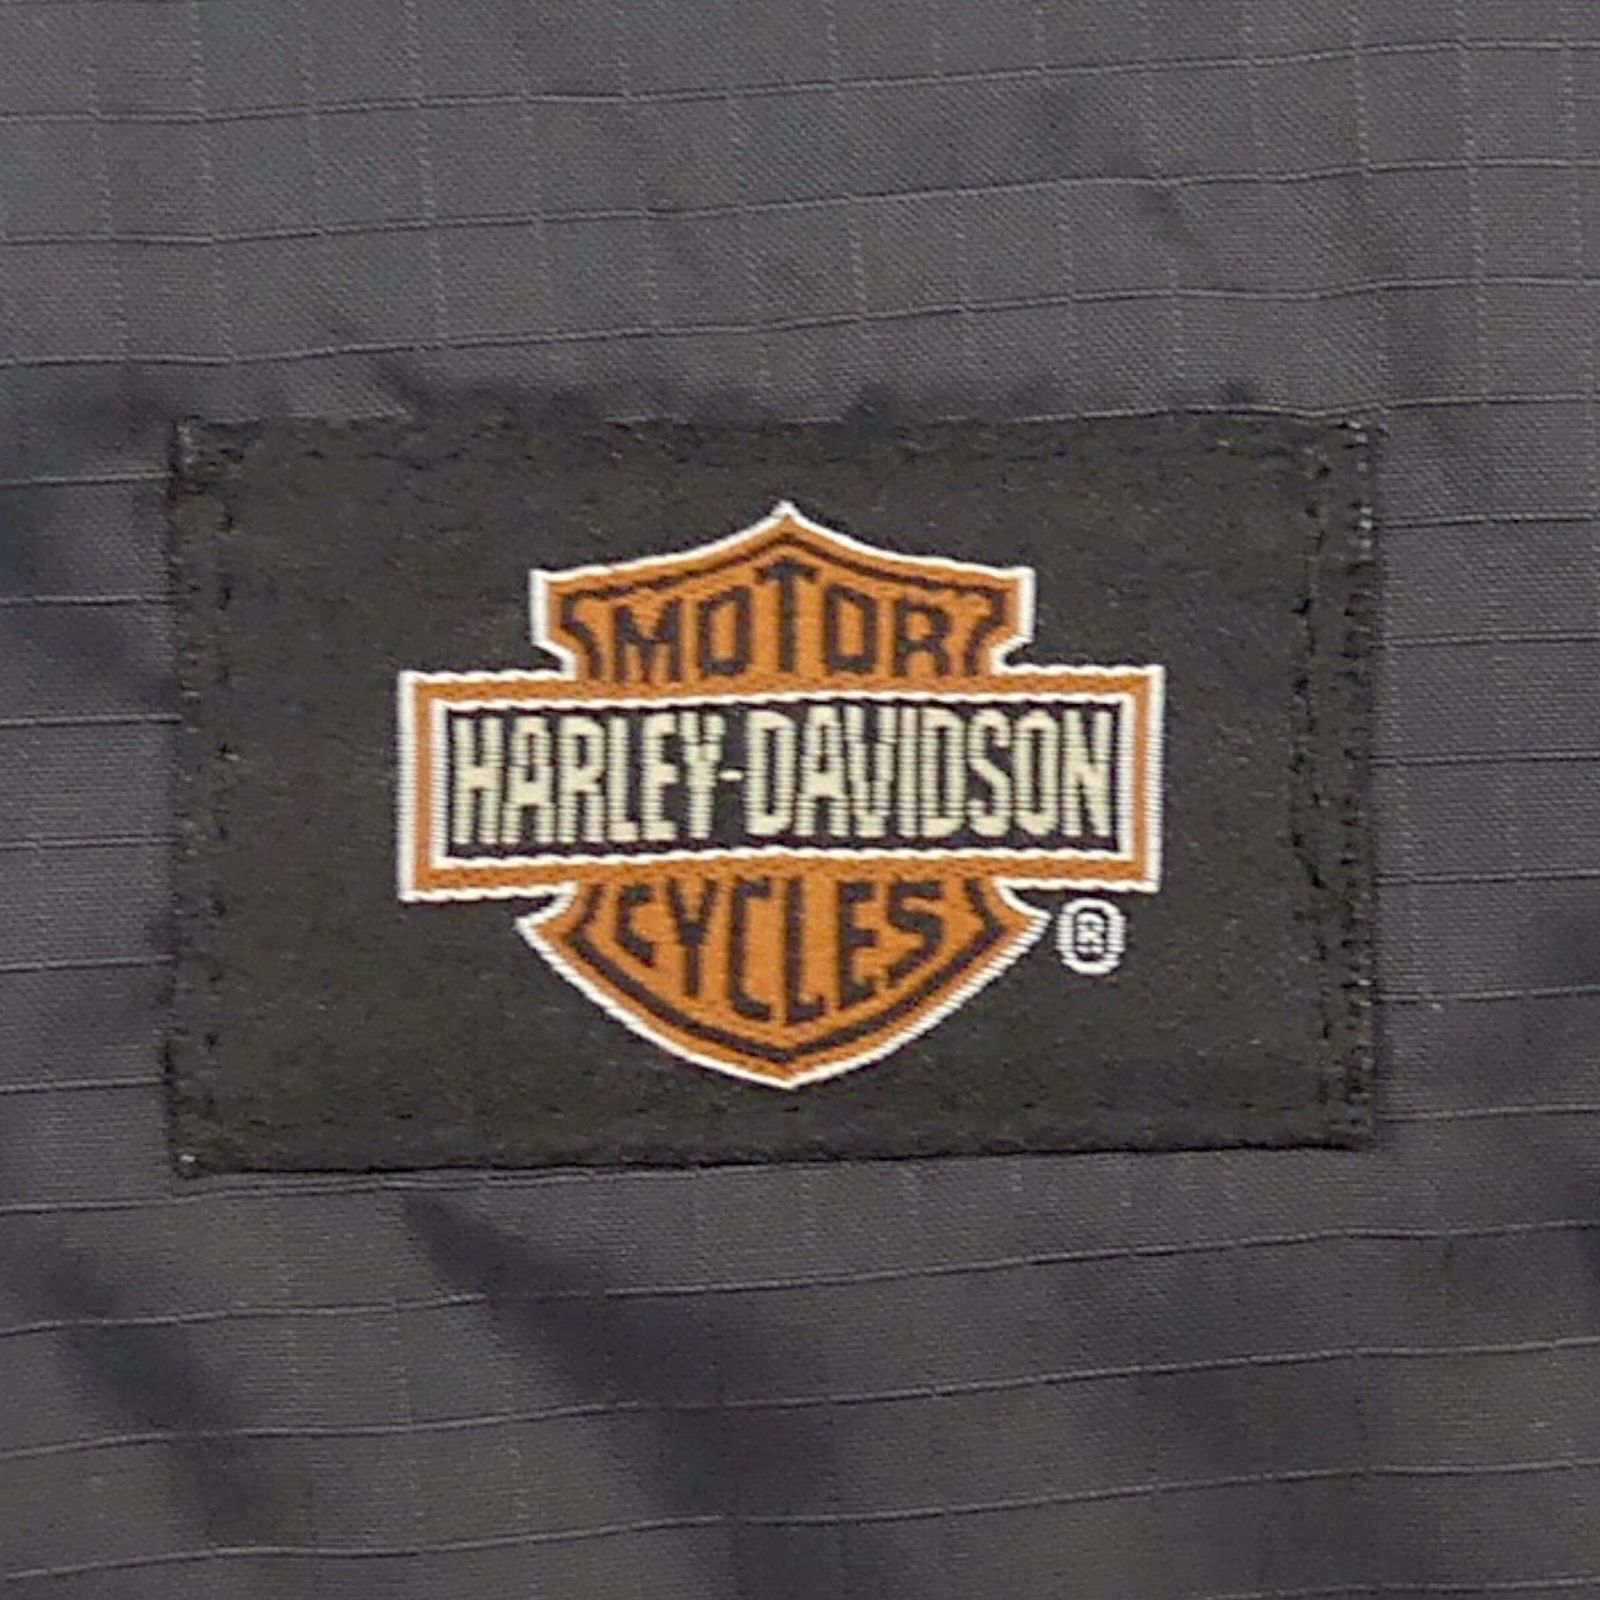 MOTOR
HARLEY-DAVIDSON
CYCLES
®